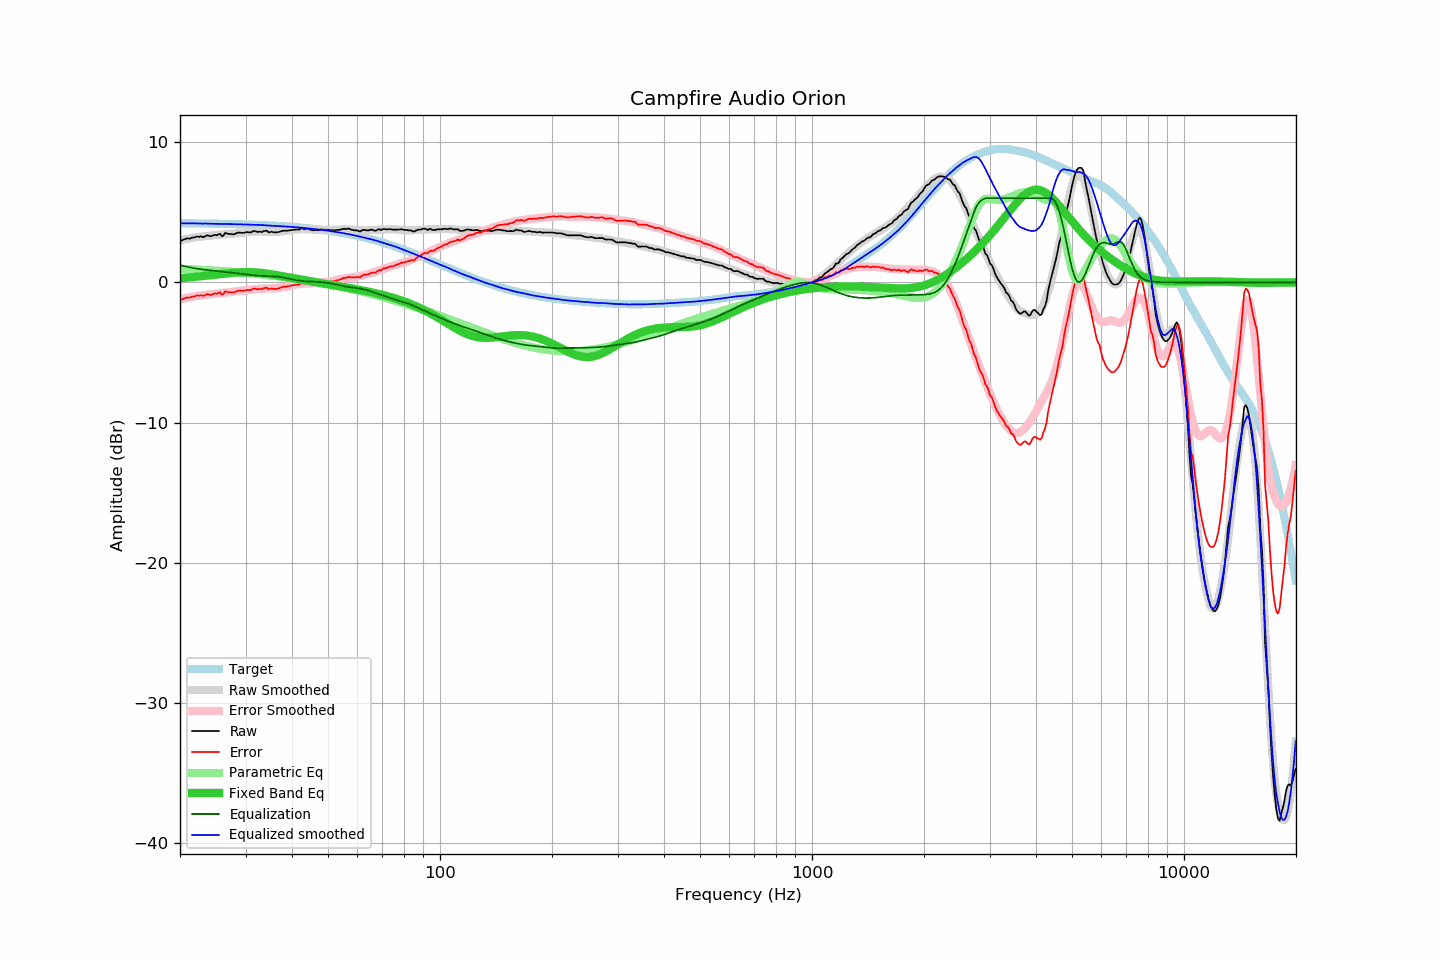 Campfire Audio Orion
10
0
−10
−20
−30
−40
Amplitude (dBr)
Target
Raw Smoothed
Error Smoothed
Raw
Error
Parametric Eq
Fixed Band Eq
Equalization
Equalized smoothed
100
1000
10000
Frequency (Hz)